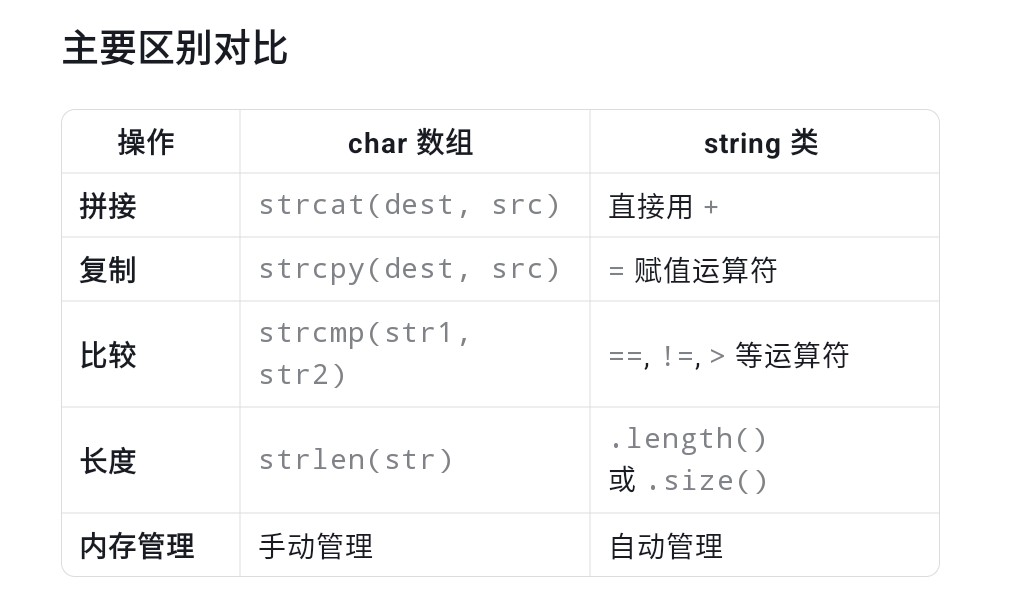 主要区别对比
操作 char 数组 string 类
拼接 strcat(dest, src) 直接用 +
复制 strcpy(dest, src) = 赋值运算符
比较 strcmp(str1, str2) ==, !=, > 等运算符
长度 strlen(str) .length() 或 .size()
内存管理 手动管理 自动管理